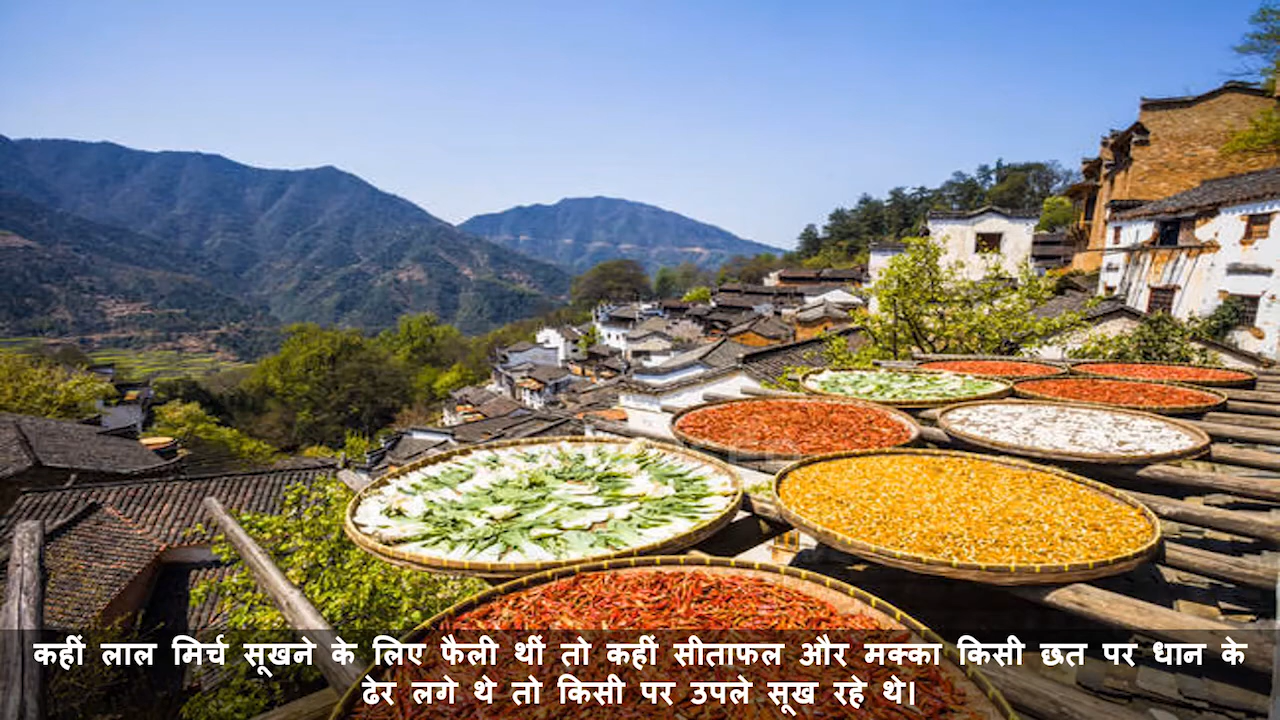 कहीं लाल मिर्च सूखने के लिए फैली थीं तो कहीं सीताफल और मक्का किसी छत पर धान के
ढेर लगे थे तो किसी पर उपले सूख रहे थे।